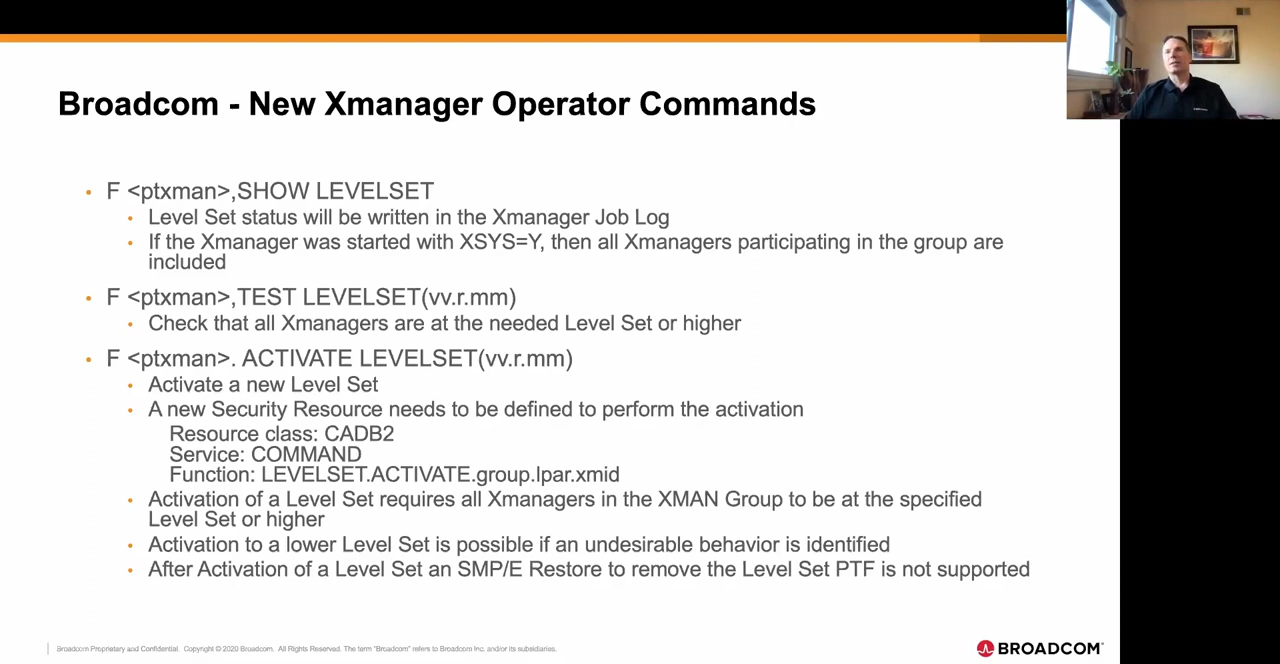 Broadcom - New Xmanager Operator Commands
• F <ptxman>,SHOW LEVELSET
• Level Set status will be written in the Xmanager Job Log
• If the Xmanager was started with XSYS=Y, then all Xmanagers participating in the group are
included
• F <ptxman>,TEST LEVELSET(vv.r.mm)
• Check that all Xmanagers are at the needed Level Set or higher
• F <ptxman>. ACTIVATE LEVELSET(vv.r.mm)
• Activate a new Level Set
• A new Security Resource needs to be defined to perform the activation
Resource class: CADB2
Service: COMMAND
Function: LEVELSET.ACTIVATE.group.lpar.xmid
• Activation of a Level Set requires all Xmanagers in the XMAN Group to be at the specified
Level Set or higher
• Activation to a lower Level Set is possible if an undesirable behavior is identified
• After Activation of a Level Set an SMP/E Restore to remove the Level Set PTF is not supported
Broadcom Proprietary and Confidential. Copyright © 2020 Broadcom. All Rights Reserved. The term "Broadcom" refers to Broadcom Inc. and/or its subsidiaries.
BROADCOM